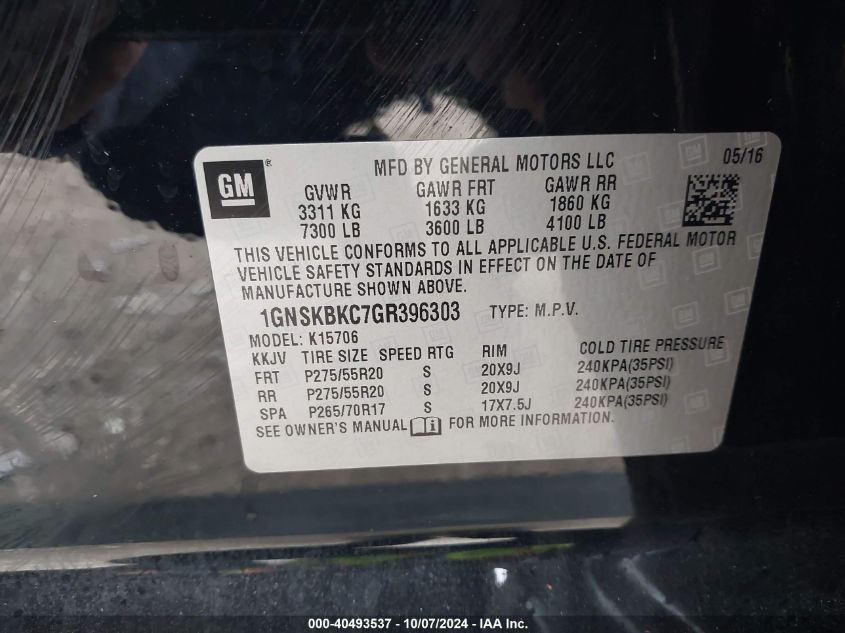 GM®
MFD BY GENERAL MOTORS LLC 05/16
GVWR GAWR FRT GAWR RR
3311 KG 1633 KG 1860 KG
7300 LB 3600 LB 4100 LB
THIS VEHICLE CONFORMS TO ALL APPLICABLE U.S. FEDERAL MOTOR
VEHICLE SAFETY STANDARDS IN EFFECT ON THE DATE OF
MANUFACTURE SHOWN ABOVE.
1GNSKBKC7GR396303 TYPE: M.P.V.
MODEL: K15706
KKJV TIRE SIZE SPEED RTG RIM COLD TIRE PRESSURE
FRT P275/55R20 S 20X9J 240KPA(35PSI)
RR P275/55R20 S 20X9J 240KPA(35PSI)
SPA P265/70R17 S 17X7.5J 240KPA(35PSI)
SEE OWNER'S MANUAL FOR MORE INFORMATION.
000-40493537 - 10/07/2024 - IAA Inc.